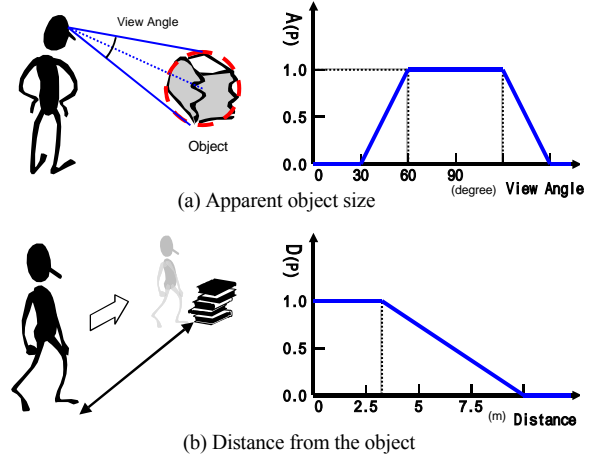 View Angle
Object
A(P)
1.0
0.5
0.0
30 60 90
(degree) View Angle
(a) Apparent object size
D(P)
1.0
0.5
0.0
0 2.5 5 7.5
(m) Distance
(b) Distance from the object